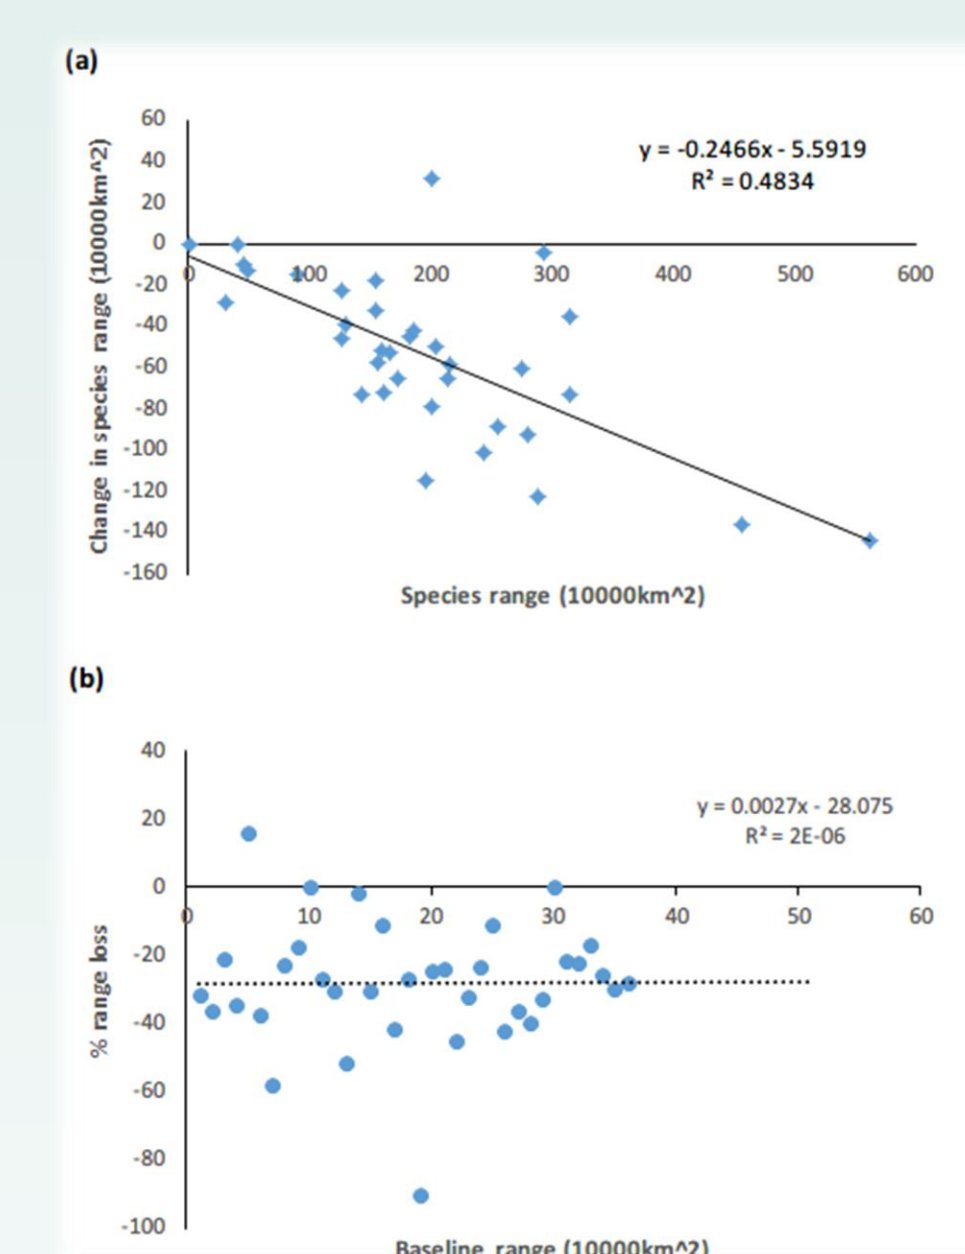 (a)
60
40
20
0
-20
-40
-60
-80
-100
-120
-140
-160
0 100 200 300 400 500 600
y = -0.2466x - 5.5919
R² = 0.4834
Change in species range (10000km^2)
Species range (10000km^2)
(b)
40
20
0
-20
-40
-60
-80
-100
0 10 20 30 40 50 60
y = 0.0027x - 28.075
R² = 2E-06
% range loss
Baseline range (10000km^2)